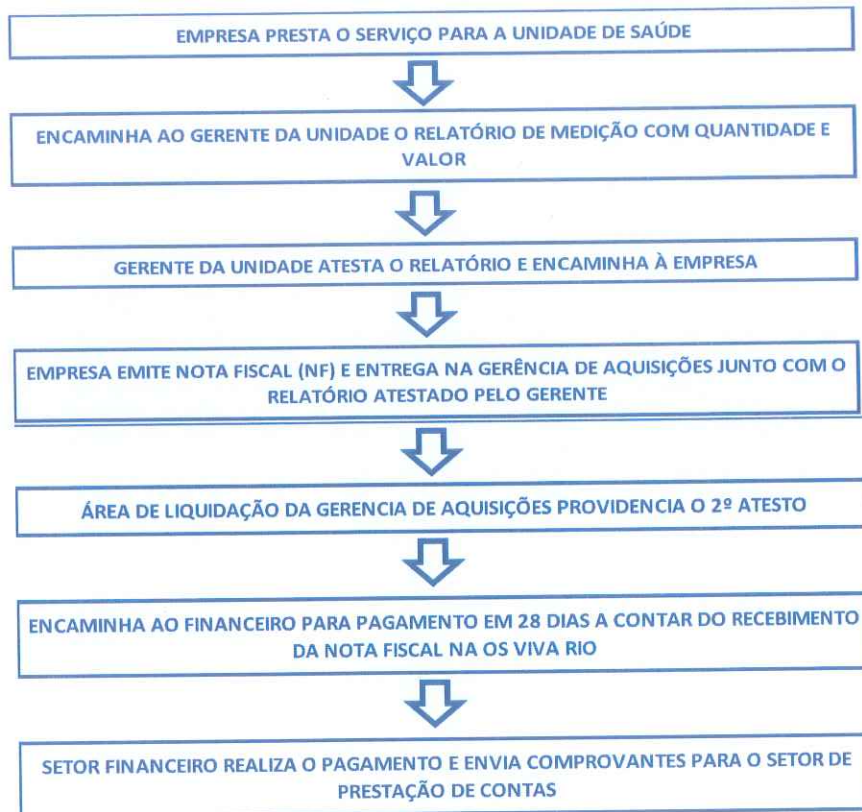 EMPRESA PRESTA O SERVIÇO PARA A UNIDADE DE SAÚDE
ENCAMINHA AO GERENTE DA UNIDADE O RELATÓRIO DE MEDIÇÃO COM QUANTIDADE E
VALOR
GERENTE DA UNIDADE ATESTA O RELATÓRIO E ENCAMINHA À EMPRESA
EMPRESA EMITE NOTA FISCAL (NF) E ENTREGA NA GERÊNCIA DE AQUISIÇÕES JUNTO COM O
RELATÓRIO ATESTADO PELO GERENTE
ÁREA DE LIQUIDAÇÃO DA GERENCIA DE AQUISIÇÕES PROVIDENCIA O 2º ATESTO
ENCAMINHA AO FINANCEIRO PARA PAGAMENTO EM 28 DIAS A CONTAR DO RECEBIMENTO
DA NOTA FISCAL NA OS VIVA RIO
SETOR FINANCEIRO REALIZA O PAGAMENTO E ENVIA COMPROVANTES PARA O SETOR DE
PRESTAÇÃO DE CONTAS